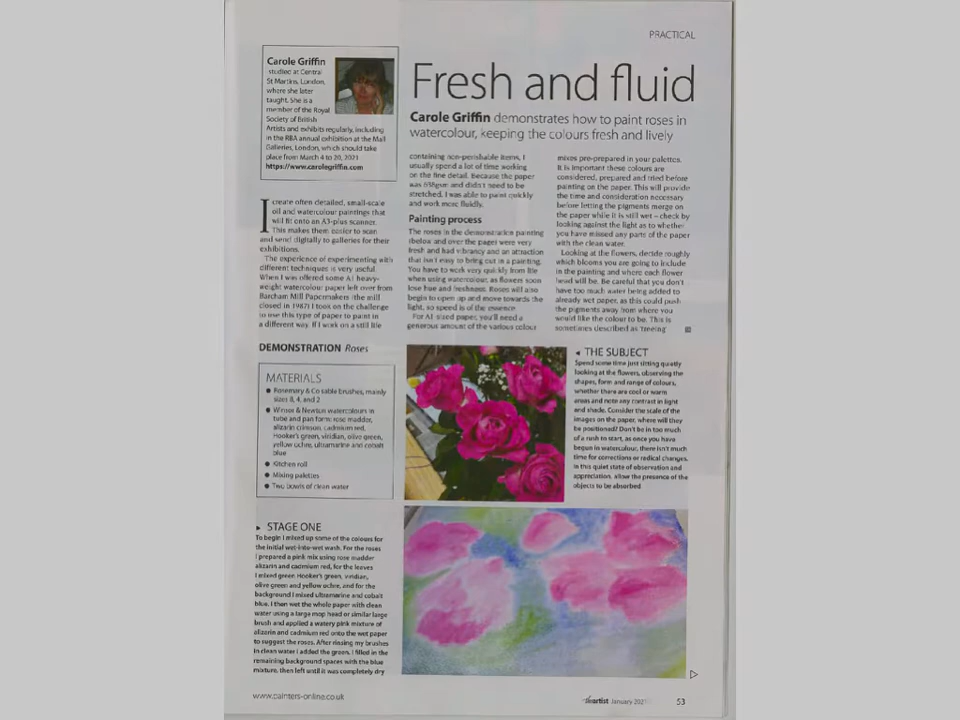 PRACTICAL
Carole Griffin
studied at Central
St Martins, London,
where she later
taught. She is a
member of the Royal
Society of British
Artists and exhibits regularly, including
in the RBA annual exhibition at the Mall
Galleries, London, which should take
place from March 4 to 20, 2021.
https://www.carolegriffin.com
Fresh and fluid
Carole Griffin demonstrates how to paint roses in
watercolour, keeping the colours fresh and lively
I create often detailed, small-scale
oil and watercolour paintings that
will fit onto an A3-plus scanner.
This makes them easier to scan
and send digitally to galleries for their
exhibitions.
The experience of experimenting with
different techniques is very useful.
When I was offered some A1 heavy-
weight watercolour paper left over from
Barcham Mill Papermakers (the mill
closed in 1987) I took on the challenge
to use this type of paper to paint in
a different way. If I work on a still life
containing non-perishable items, I
usually spend a lot of time working
on the fine detail. Because the paper
was 638gsm and didn't need to be
stretched, I was able to paint quickly
and work more fluidly.
Painting process
The roses in the demonstration painting
(below and over the page) were very
fresh and had vibrancy and an attraction
that isn't easy to bring out in a painting.
You have to work very quickly from life
when using watercolour, as flowers soon
lose hue and freshness. Roses will also
begin to open up and move towards the
light, so speed is of the essence.
For A1-sized paper, you'll need a
generous amount of the various colour
mixes pre-prepared in your palettes.
It is important these colours are
considered, prepared and tried before
painting on the paper. This will provide
the time and consideration necessary
before letting the pigments merge on
the paper while it is still wet – check by
looking against the light as to whether
you have missed any parts of the paper
with the clean water.
Looking at the flowers, decide roughly
which blooms you are going to include
in the painting and where each flower
head will be. Be careful that you don't
have too much water being added to
already wet paper, as this could push
the pigments away from where you
would like the colour to be. This is
sometimes described as 'treeing'
DEMONSTRATION Roses
MATERIALS
● Rosemary & Co sable brushes, mainly
sizes 8, 4, and 2
● Winsor & Newton watercolours in
tube and pan form: rose madder,
alizarin crimson, cadmium red,
Hooker's green, viridian, olive green,
yellow ochre, ultramarine and cobalt
blue
● Kitchen roll
● Mixing palettes
● Two bowls of clean water
◄ THE SUBJECT
Spend some time just sitting quietly
looking at the flowers, observing the
shapes, form and range of colours,
whether there are cool or warm
areas and note any contrast in light
and shade. Consider the scale of the
images on the paper, where will they
be positioned? Don't be in too much
of a rush to start, as once you have
begun in watercolour, there isn't much
time for corrections or radical changes.
In this quiet state of observation and
appreciation, allow the presence of the
objects to be absorbed
► STAGE ONE
To begin I mixed up some of the colours for
the initial wet-into-wet wash. For the roses
I prepared a pink mix using rose madder
alizarin and cadmium red, for the leaves
I mixed green Hooker's green, viridian,
olive green and yellow ochre, and for the
background I mixed ultramarine and cobalt
blue. I then wet the whole paper with clean
water using a large mop head or similar large
brush and applied a watery pink mixture of
alizarin and cadmium red onto the wet paper
to suggest the roses. After rinsing my brushes
in clean water I added the green. I filled in the
remaining background spaces with the blue
mixture, then left until it was completely dry
www.painters-online.co.uk
the artist January 2021
53